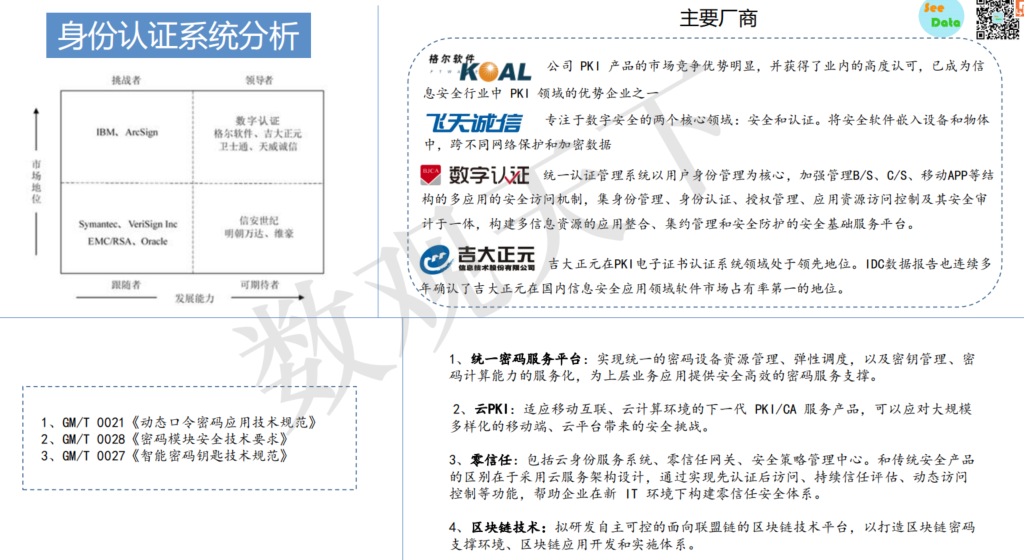 身份认证系统分析
挑战者
领导者
IBM、ArcSign
数字认证
格尔软件、吉大正元
卫士通、天威诚信
市场地位
Symantec、VeriSign Inc
EMC/RSA、Oracle
信安世纪
明朝万达、维豪
跟随者
发展能力
可期待者
主要厂商
See
Data
格尔软件
KOAL
公司 PKI 产品的市场竞争优势明显，并获得了业内的高度认可，已成为信
息安全行业中 PKI 领域的优势企业之一
飞天诚信
专注于数字安全的两个核心领域：安全和认证。将安全软件嵌入设备和物体
中，跨不同网络保护和加密数据
BJCA
数字认证
统一认证管理系统以用户身份管理为核心，加强管理B/S、C/S、移动APP等结
构的多应用的安全访问机制，集身份管理、身份认证、授权管理、应用资源访问控制及其安全审
计于一体，构建多信息资源的应用整合、集约管理和安全防护的安全基础服务平台。
吉大正元
信息技术股份有限公司
吉大正元在PKI电子证书认证系统领域处于领先地位。IDC数据报告也连续多
年确认了吉大正元在国内信息安全应用领域软件市场占有率第一的地位。
1、GM/T 0021《动态口令密码应用技术规范》
2、GM/T 0028《密码模块安全技术要求》
3、GM/T 0027《智能密码钥匙技术规范》
1、统一密码服务平台：实现统一的密码设备资源管理、弹性调度，以及密钥管理、密
码计算能力的服务化，为上层业务应用提供安全高效的密码服务支撑。
2、云PKI：适应移动互联、云计算环境的下一代 PKI/CA 服务产品，可以应对大规模
多样化的移动端、云平台带来的安全挑战。
3、零信任：包括云身份服务系统、零信任网关、安全策略管理中心。和传统安全产品
的区别在于采用云服务架构设计，通过实现先认证后访问、持续信任评估、动态访问
控制等功能，帮助企业在新 IT 环境下构建零信任安全体系。
4、区块链技术：拟研发自主可控的面向联盟链的区块链技术平台，以打造区块链密码
支撑环境、区块链应用开发和实施体系。
数观天下